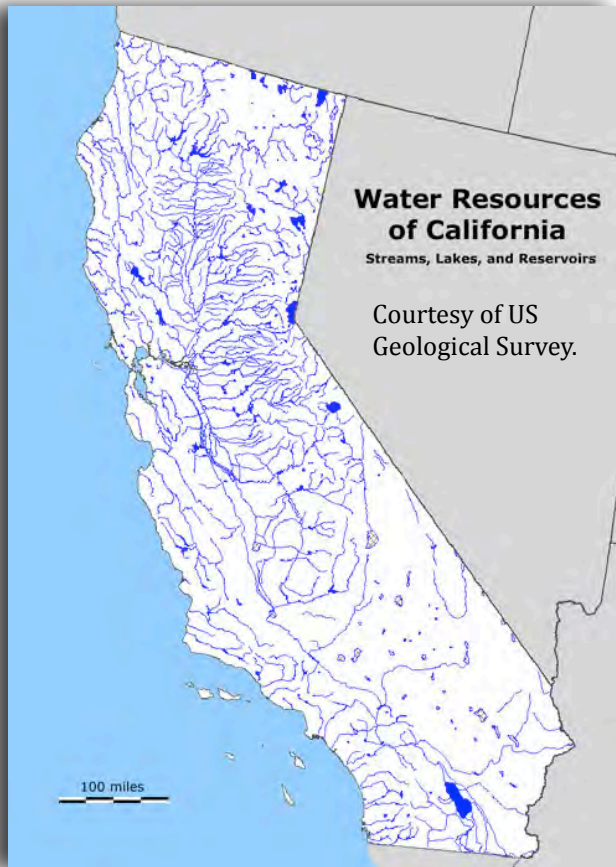 Water Resources
of California
Streams, Lakes, and Reservoirs
Courtesy of US
Geological Survey.
100 miles